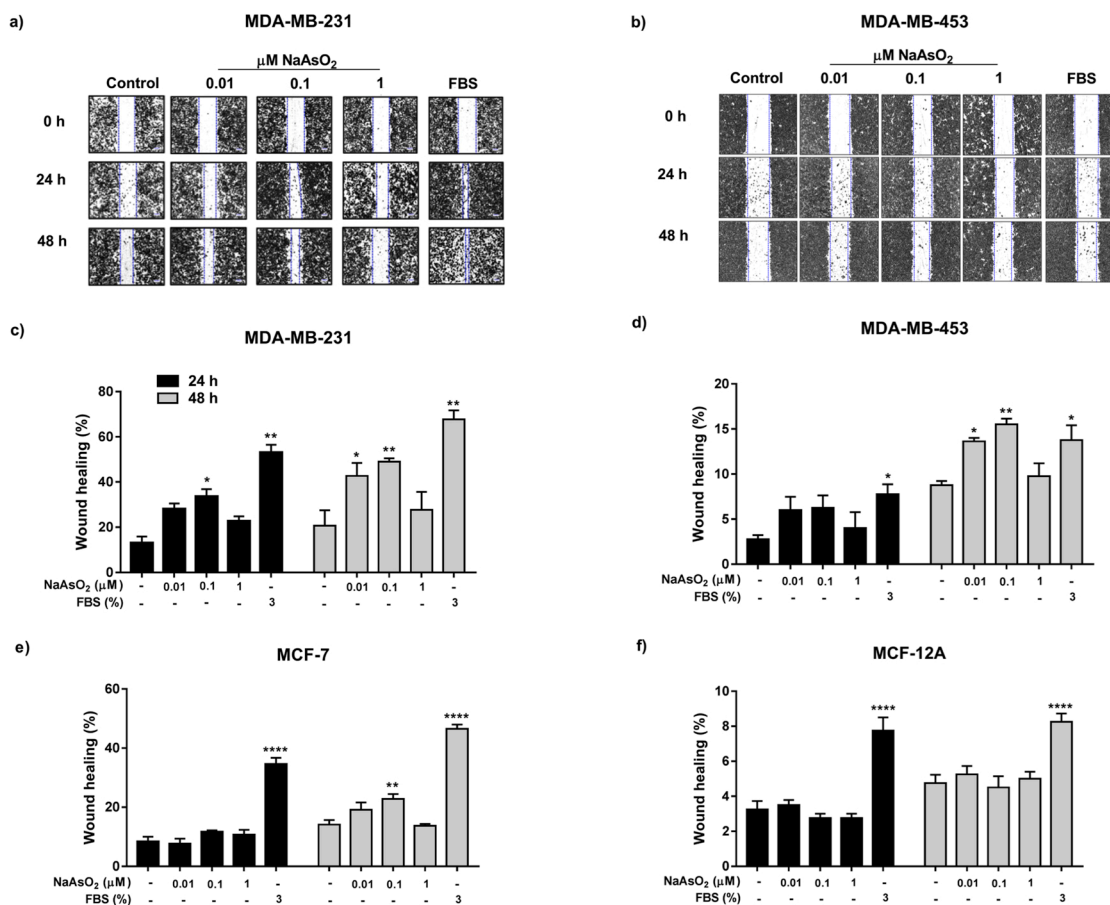 a)
MDA-MB-231
μM NaAsO₂
Control 0.01 0.1 1 FBS
0 h
24 h
48 h
b)
MDA-MB-453
μM NaAsO₂
Control 0.01 0.1 1 FBS
0 h
24 h
48 h
c)
MDA-MB-231
24 h
48 h
Wound healing (%)
80
60
40
20
0
* ** * ** **
NaAsO₂ (μM) - 0.01 0.1 1 - - 0.01 0.1 1 -
FBS (%) - - - - 3 - - - - 3
d)
MDA-MB-453
Wound healing (%)
20
15
10
5
0
* * ** *
NaAsO₂ (μM) - 0.01 0.1 1 - - 0.01 0.1 1 -
FBS (%) - - - - 3 - - - - 3
e)
MCF-7
Wound healing (%)
60
40
20
0
**** ** ****
NaAsO₂ (μM) - 0.01 0.1 1 - - 0.01 0.1 1 -
FBS (%) - - - - 3 - - - - 3
f)
MCF-12A
Wound healing (%)
8
6
4
2
0
**** ****
NaAsO₂ (μM) - 0.01 0.1 1 - - 0.01 0.1 1 -
FBS (%) - - - - 3 - - - - 3